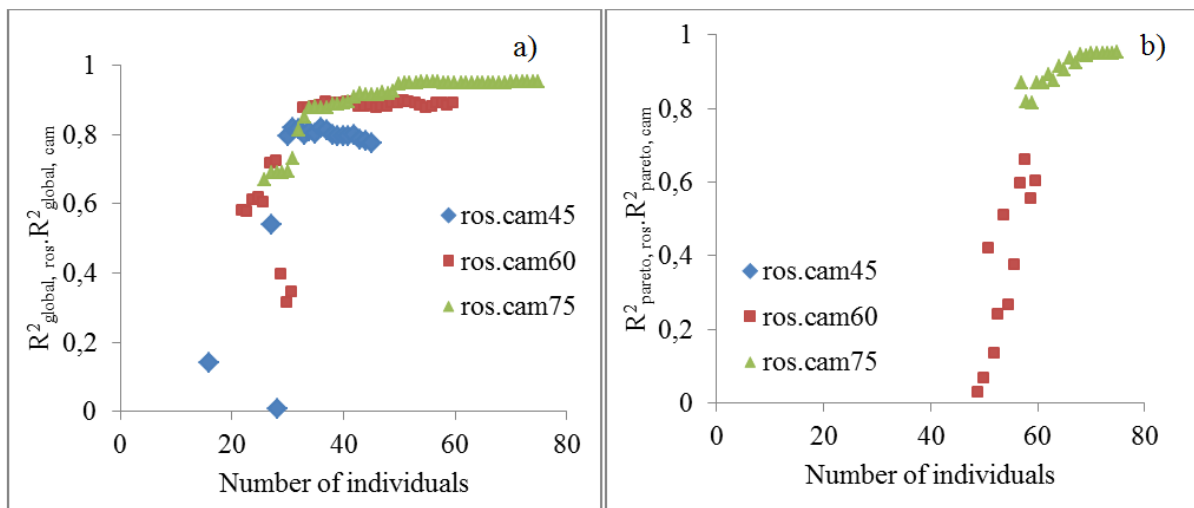 a)
R²global, ros.R²global, cam
1
0,8
0,6
0,4
0,2
0
0 20 40 60 80
Number of individuals
ros.cam45
ros.cam60
ros.cam75
b)
R²pareto, ros.R²pareto, cam
1
0,8
0,6
0,4
0,2
0
0 20 40 60 80
Number of individuals
ros.cam45
ros.cam60
ros.cam75